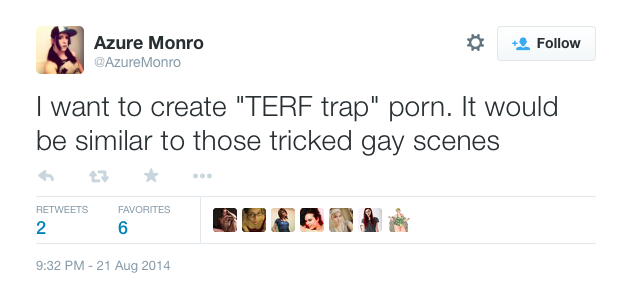 Azure Monro
@AzureMonro
Follow
I want to create "TERF trap" porn. It would
be similar to those tricked gay scenes
RETWEETS
FAVORITES
2
6
9:32 PM - 21 Aug 2014